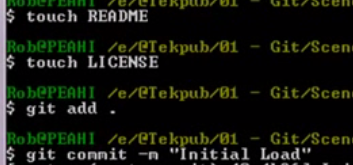 $ touch README
Rob@PEAHI /e/@Tekpub/01 - Git/Scen
$ touch LICENSE
Rob@PEAHI /e/@Tekpub/01 - Git/Scen
$ git add .
Rob@PEAHI /e/@Tekpub/01 - Git/Scen
$ git commit -m "Initial Load"